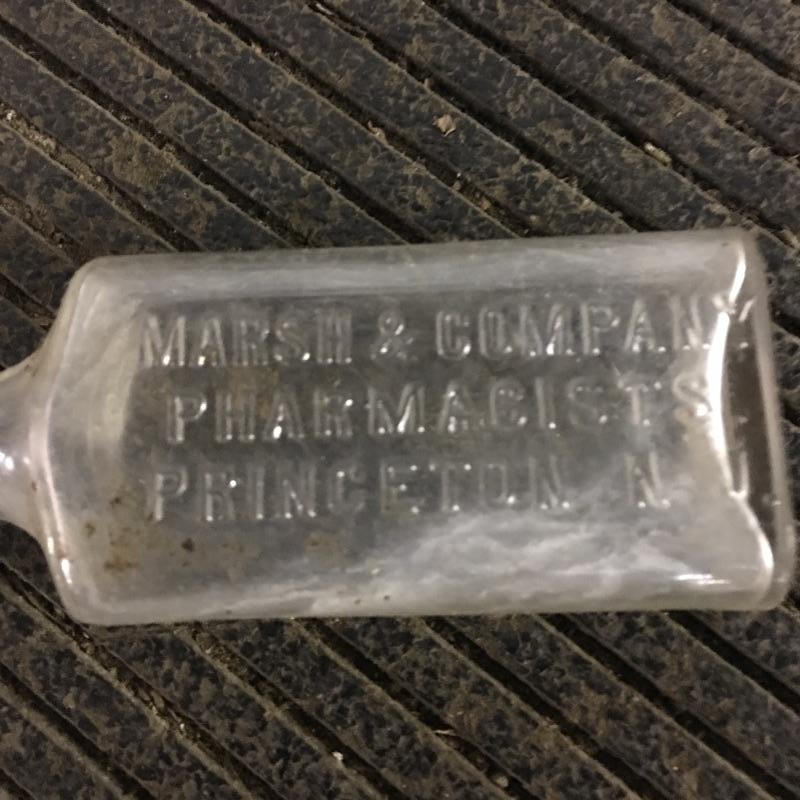 MARSH & COMPANY
PHARMACISTS
PRINCETON N.J.